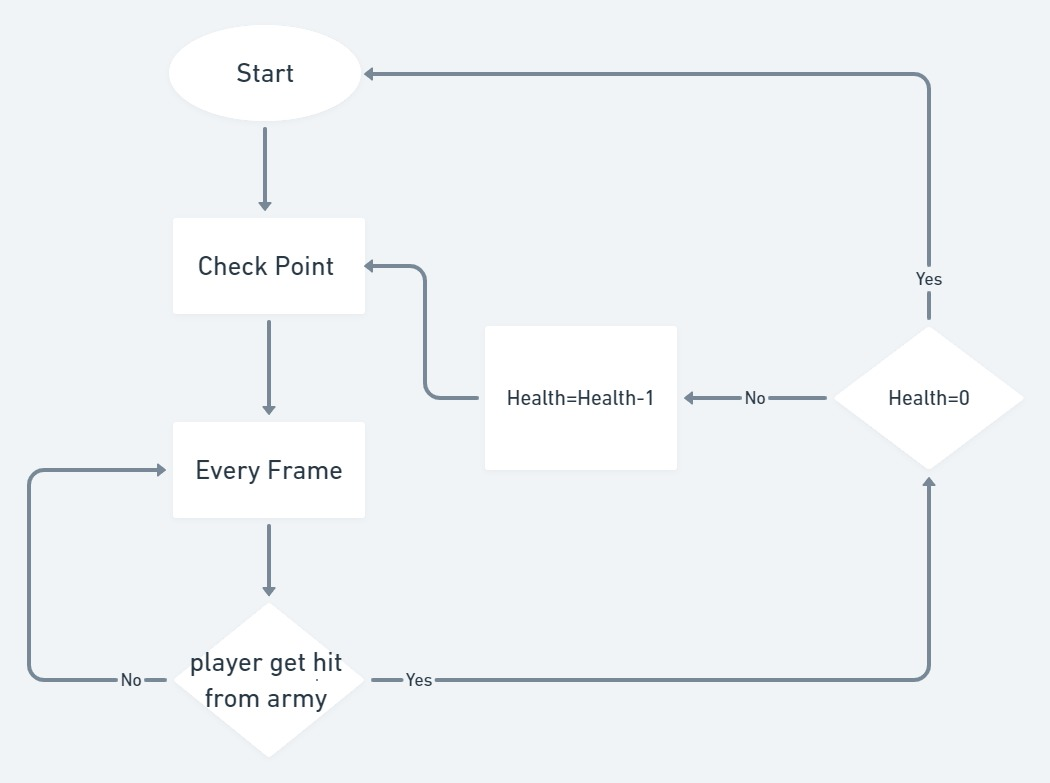 Start
Check Point
Yes
Health=Health-1
No
Health=0
Every Frame
player get hit
from army
No
Yes